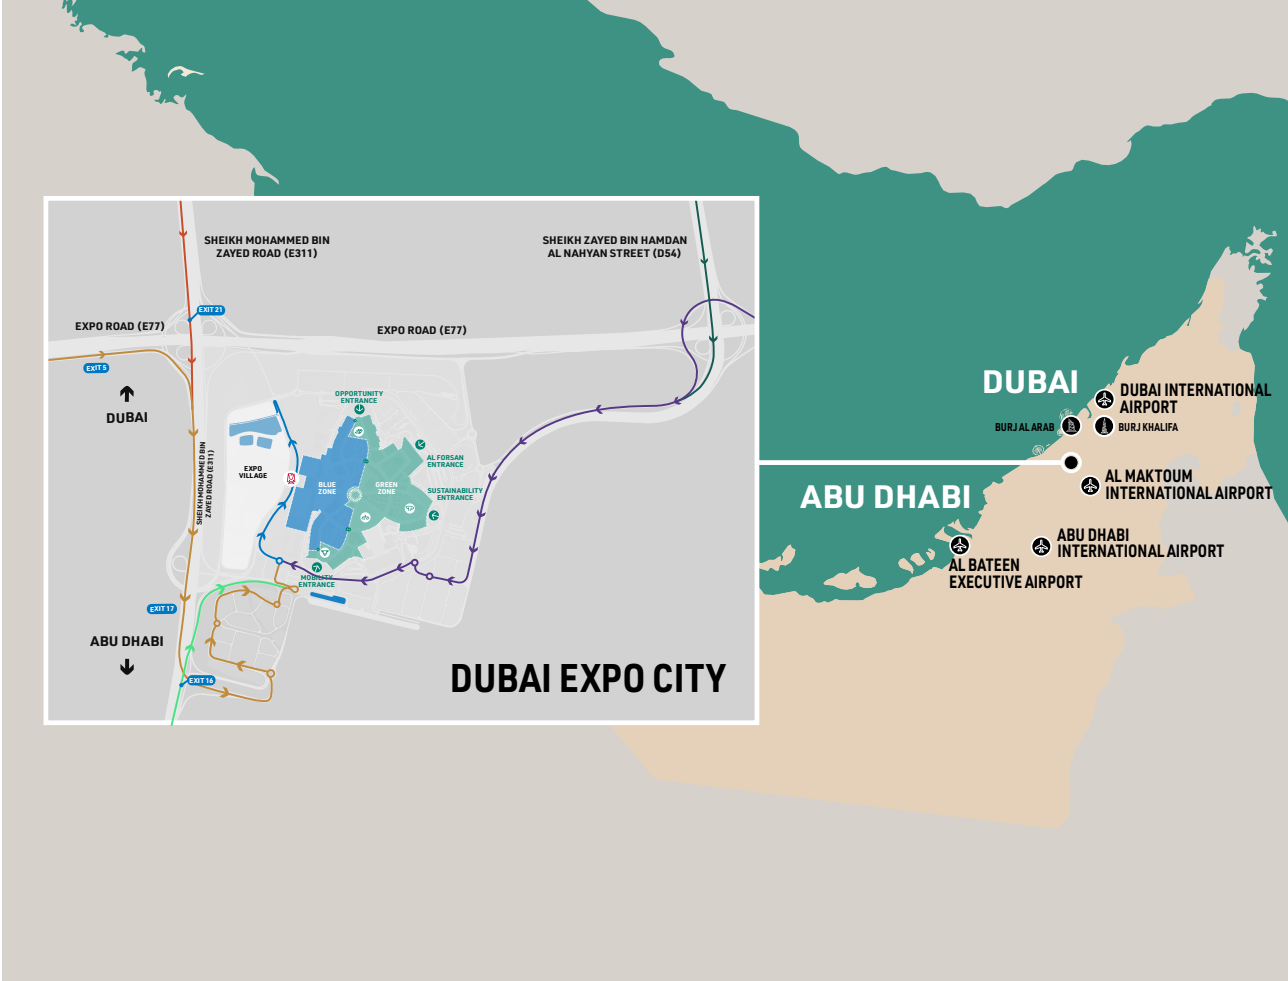 SHEIKH MOHAMMED BIN
ZAYED ROAD (E311)
SHEIKH ZAYED BIN HAMDAN
AL NAHYAN STREET (D54)
EXIT 21
EXPO ROAD (E77)
EXPO ROAD (E77)
EXIT 5
DUBAI
OPPORTUNITY
ENTRANCE
AL FORSAN
ENTRANCE
SHEIKH MOHAMMED BIN
ZAYED ROAD (E311)
EXPO
VILLAGE
BLUE
ZONE
GREEN
ZONE
SUSTAINABILITY
ENTRANCE
MOBILITY
ENTRANCE
EXIT 17
ABU DHABI
EXIT 16
DUBAI EXPO CITY
DUBAI
DUBAI INTERNATIONAL
AIRPORT
BURJ AL ARAB
BURJ KHALIFA
ABU DHABI
AL MAKTOUM
INTERNATIONAL AIRPORT
ABU DHABI
INTERNATIONAL AIRPORT
AL BATEEN
EXECUTIVE AIRPORT